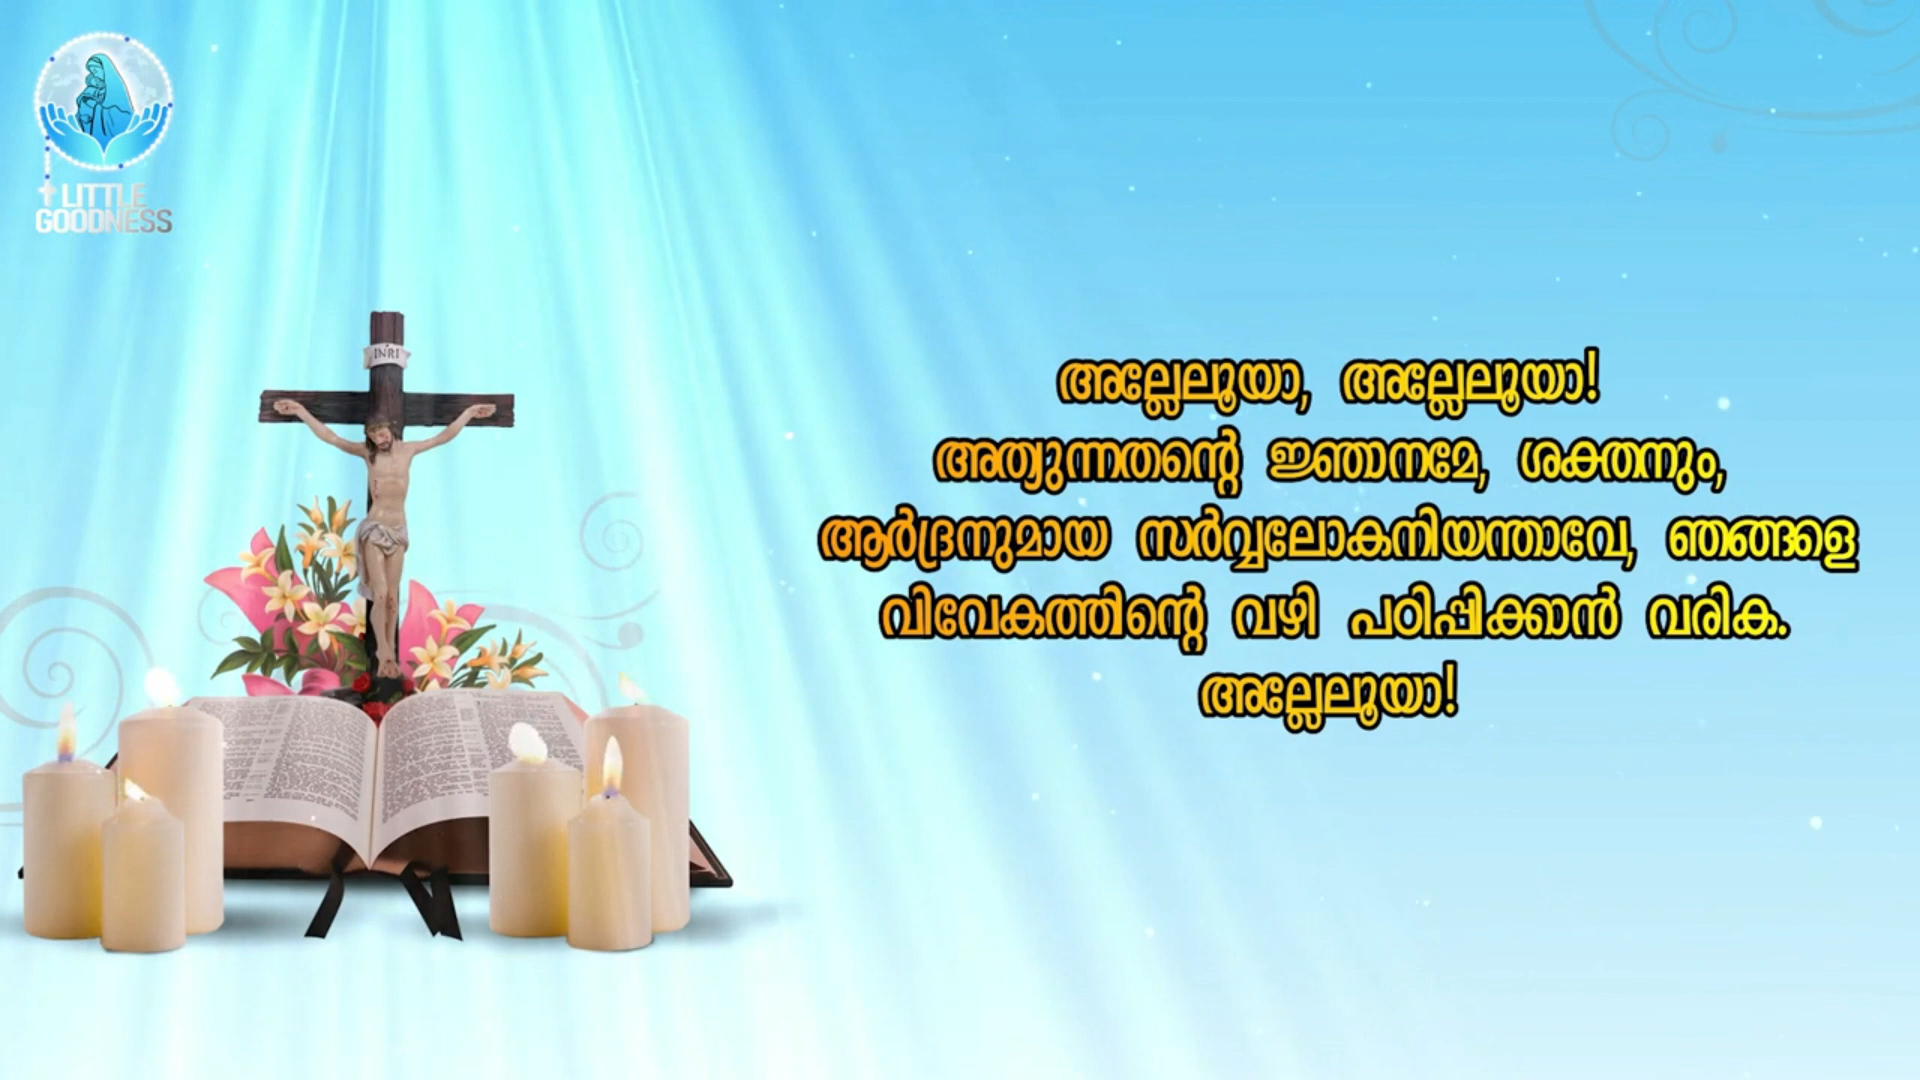 LITTLE
GOODNESS
INRI
അല്ലേലൂയാ, അല്ലേലൂയാ!
അത്യുന്നതന്റെ ജ്ഞാനമേ, ശക്തനും,
ആർദ്രനുമായ സർവ്വലോകനിയന്താവേ, ഞങ്ങളെ
വിവേകത്തിന്റെ വഴി പഠിപ്പിക്കാൻ വരിക.
അല്ലേലൂയാ!